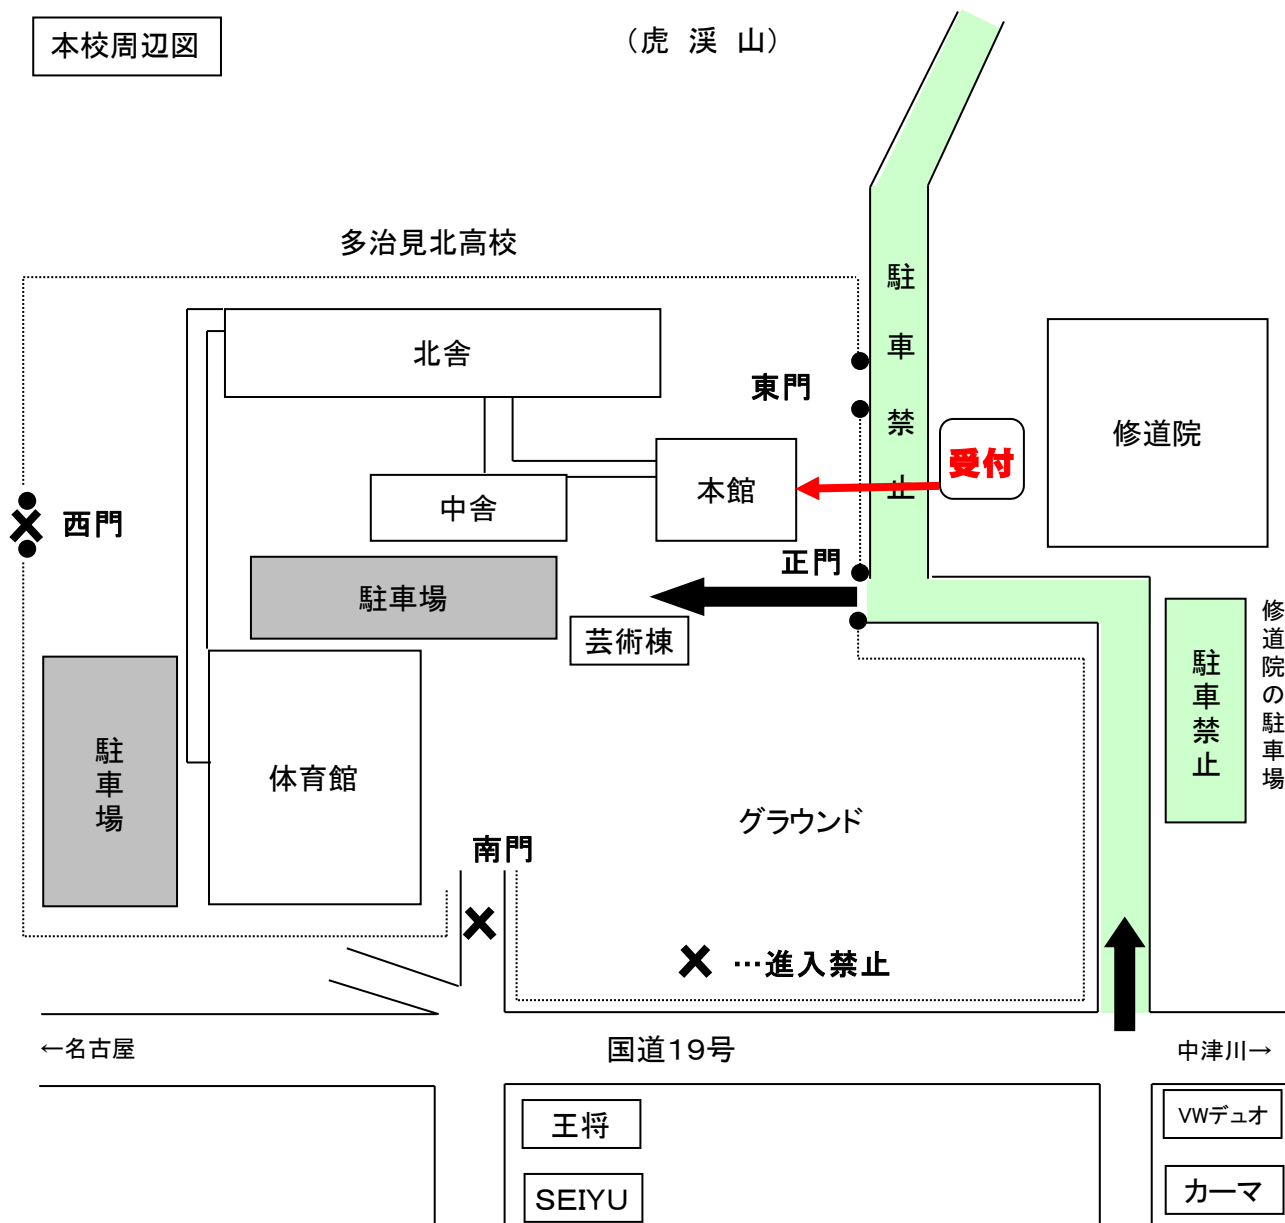 本校周辺図
（虎 渓 山）
多治見北高校
駐車禁止
北舎
東門
修道院
受付
本館
中舎
西門
正門
駐車場
芸術棟
修道院の駐車場
駐車禁止
駐車場
体育館
グラウンド
南門
✕ …進入禁止
←名古屋
国道19号
中津川→
王将
VWデュオ
SEIYU
カーマ